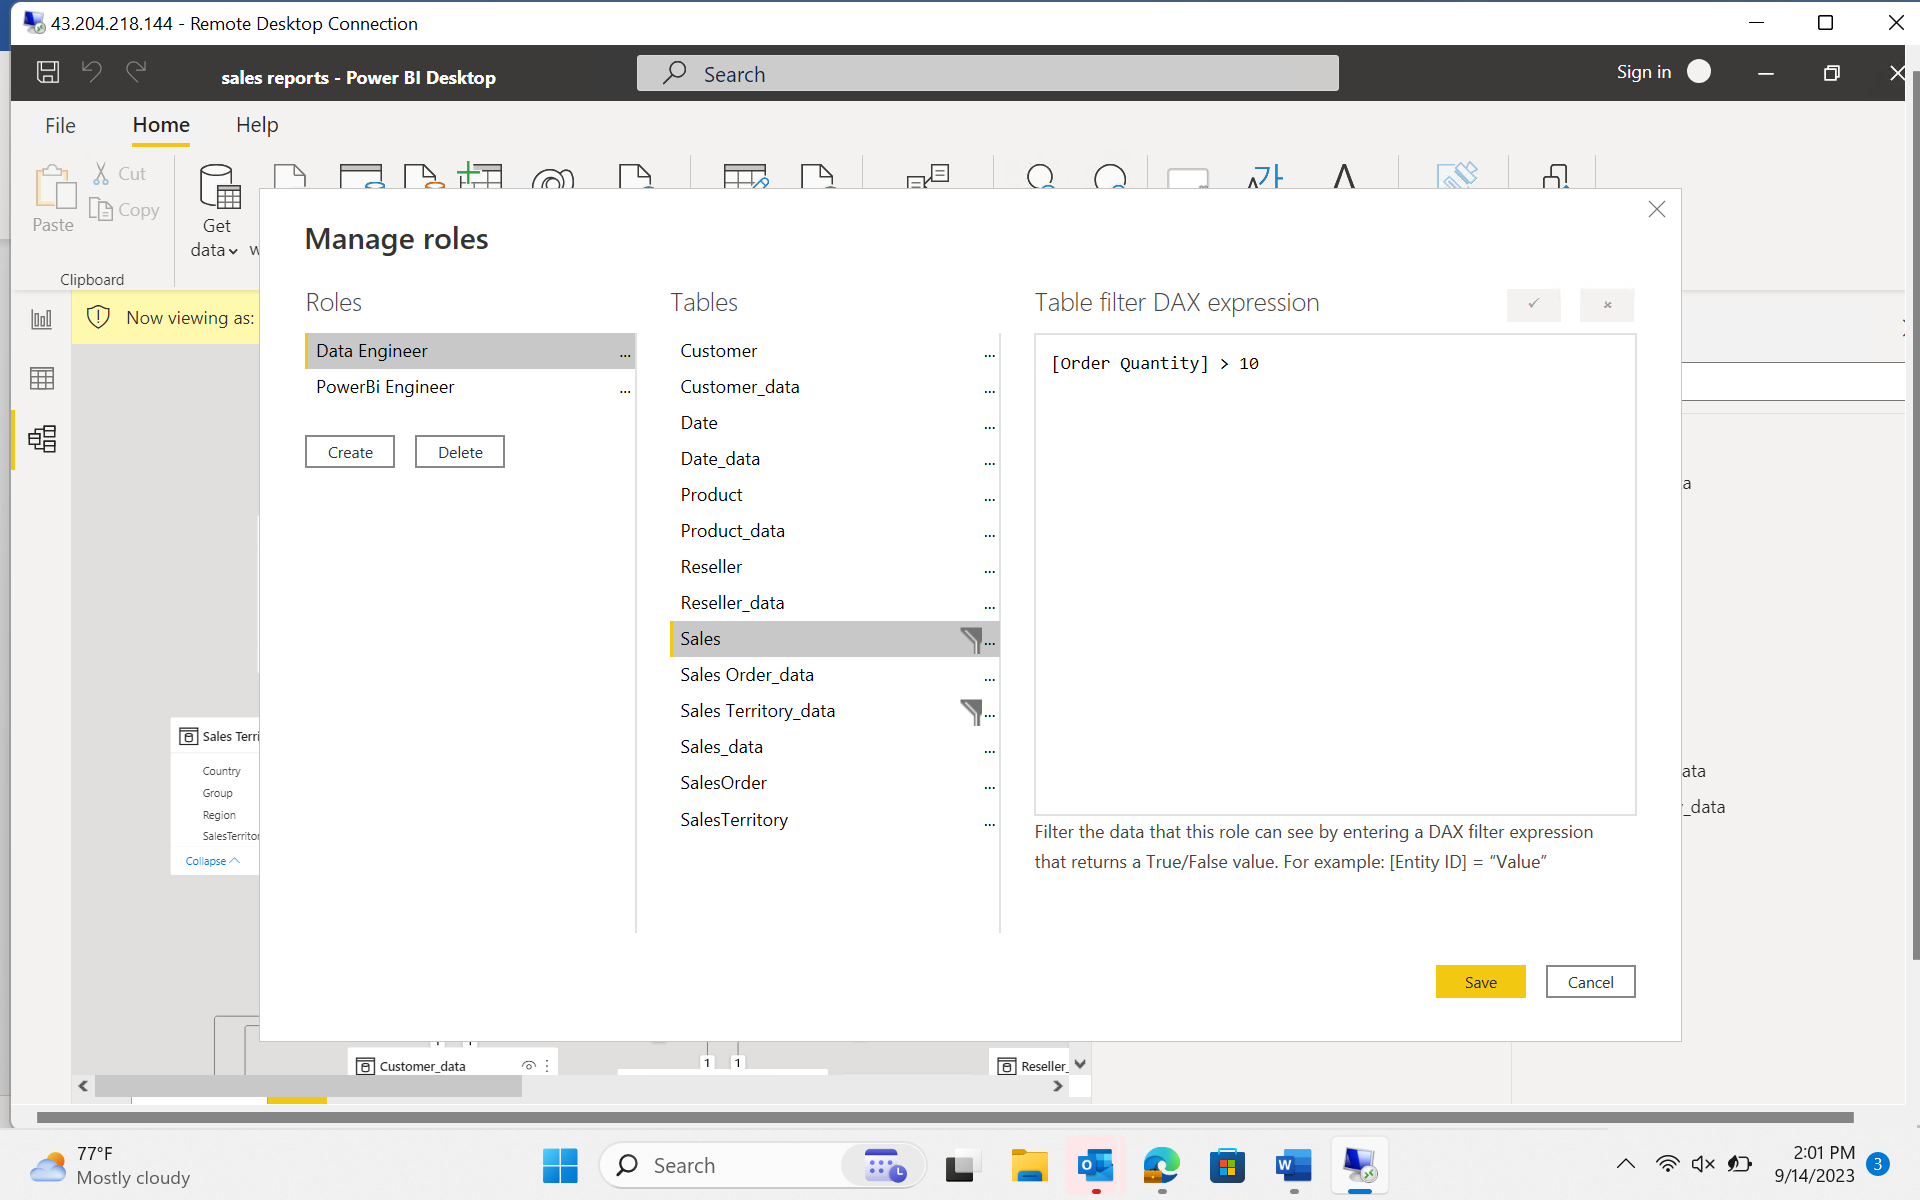 43.204.218.144 - Remote Desktop Connection
sales reports - Power BI Desktop
Search
Sign in
File
Home
Help
Paste
Cut
Copy
Get
data
w
Clipboard
Now viewing as:
Manage roles
Roles
Data Engineer
...
PowerBi Engineer
...
Create
Delete
Tables
Customer
...
Customer_data
...
Date
...
Date_data
...
Product
...
Product_data
...
Reseller
...
Reseller_data
...
Sales
...
Sales Order_data
...
Sales Territory_data
...
Sales_data
...
SalesOrder
...
SalesTerritory
...
Table filter DAX expression
[Order Quantity] > 10
Filter the data that this role can see by entering a DAX filter expression
that returns a True/False value. For example: [Entity ID] = “Value”
Save
Cancel
a
ata
_data
Sales Terri
Country
Group
Region
SalesTerritor
Collapse
Customer_data
1
1
Reseller_
77°F
Mostly cloudy
Search
2:01 PM
9/14/2023
3